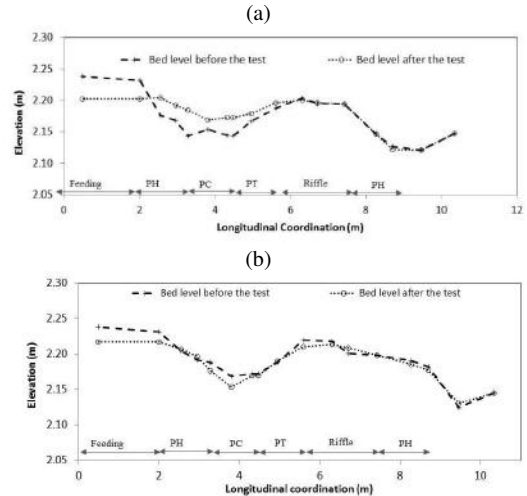 (a)
2.30
Bed level before the test
Bed level after the test
2.25
2.20
2.15
2.10
2.05
Elevation (m)
Feeding PH PC PT Riffle PH
0 2 4 6 8 10 12
Longitudinal Coordination (m)
(b)
2.30
Bed level before the test
Bed level after the test
2.25
2.20
2.15
2.10
2.05
Elevation (m)
Feeding PH PC PT Riffle PH
0 2 4 6 8 10
Longitudinal coordination (m)